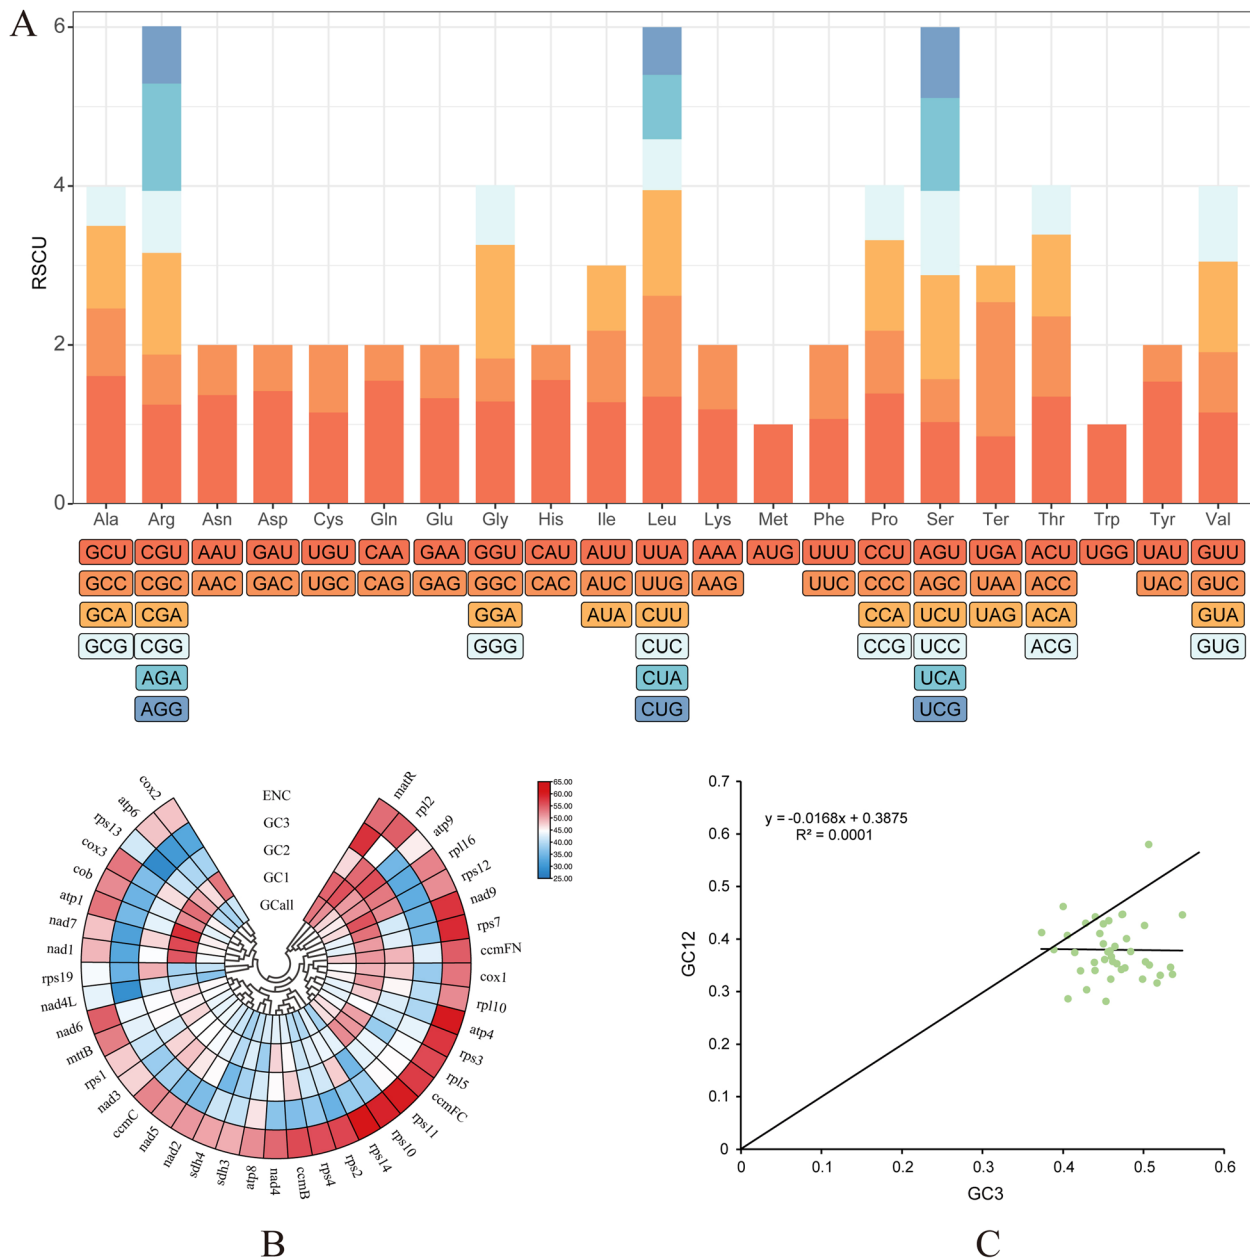 A
RSCU
6
4
2
0
Ala Arg Asn Asp Cys Gln Glu Gly His Ile Leu Lys Met Phe Pro Ser Ter Thr Trp Tyr Val
GCU CGU AAU GAU UGU CAA GAA GGU CAU AUU UUA AAA AUG UUU CCU AGU UGA ACU UGG UAU GUU
GCC CGC AAC GAC UGC CAG GAG GGC CAC AUC UUG AAG UUC CCC AGC UAA ACC UAC GUC
GCA CGA GGA AUA CUU CCA UCU UAG ACA GUA
GCG CGG GGG CUC CCG UCC ACG GUG
AGA CUA UCA
AGG CUG UCG
ENC
GC3
GC2
GC1
GCall
matR
rpl2
atp9
rpl16
rps12
nad9
rps7
ccmFN
cox1
rpl10
atp4
rps3
rpl5
ccmFC
rps11
rps10
rps14
rps2
rps4
ccmB
nad4
atp8
sdh3
sdh4
nad2
nad5
ccmC
nad3
rps1
mttB
nad6
nad4L
rps19
nad1
nad7
atp1
cob
cox3
rps13
atp6
cox2
65.00
60.00
55.00
50.00
45.00
40.00
35.00
30.00
25.00
B
GC12
0.7
0.6
0.5
0.4
0.3
0.2
0.1
0
y = -0.0168x + 0.3875
R² = 0.0001
0 0.1 0.2 0.3 0.4 0.5 0.6
GC3
C